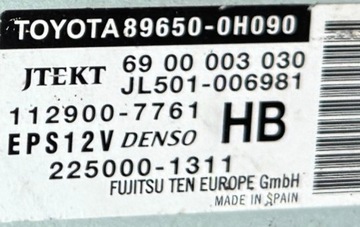 TOYOTA 89650-0H090
JTEKT 69 00 003 030
JL501-006981
112900-7761 HB
EPS12V DENSO
225000-1311
FUJITSU TEN EUROPE GmbH
MADE IN SPAIN